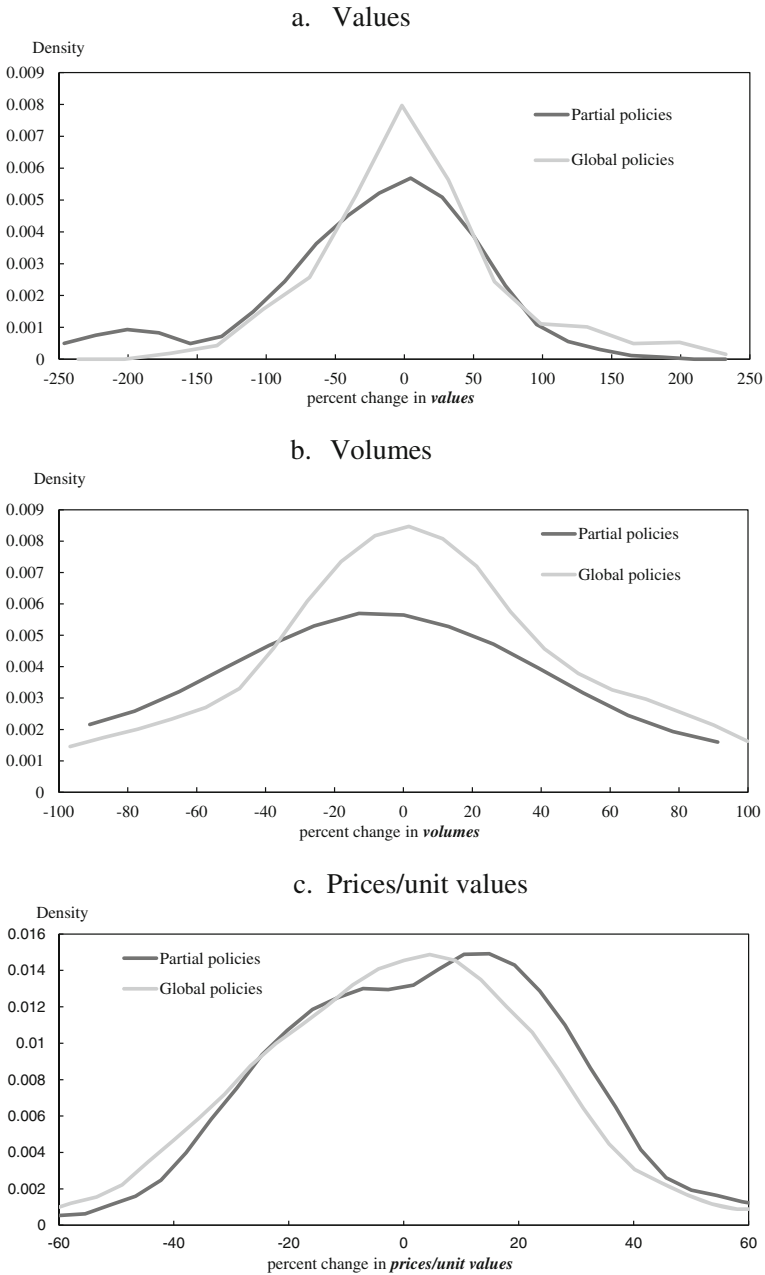 a. Values
Density
0.009
0.008
0.007
0.006
0.005
0.004
0.003
0.002
0.001
0
Partial policies
Global policies
-250 -200 -150 -100 -50 0 50 100 150 200 250
percent change in values
b. Volumes
Density
0.009
0.008
0.007
0.006
0.005
0.004
0.003
0.002
0.001
0
Partial policies
Global policies
-100 -80 -60 -40 -20 0 20 40 60 80 100
percent change in volumes
c. Prices/unit values
Density
0.016
0.014
0.012
0.01
0.008
0.006
0.004
0.002
0
Partial policies
Global policies
-60 -40 -20 0 20 40 60
percent change in prices/unit values